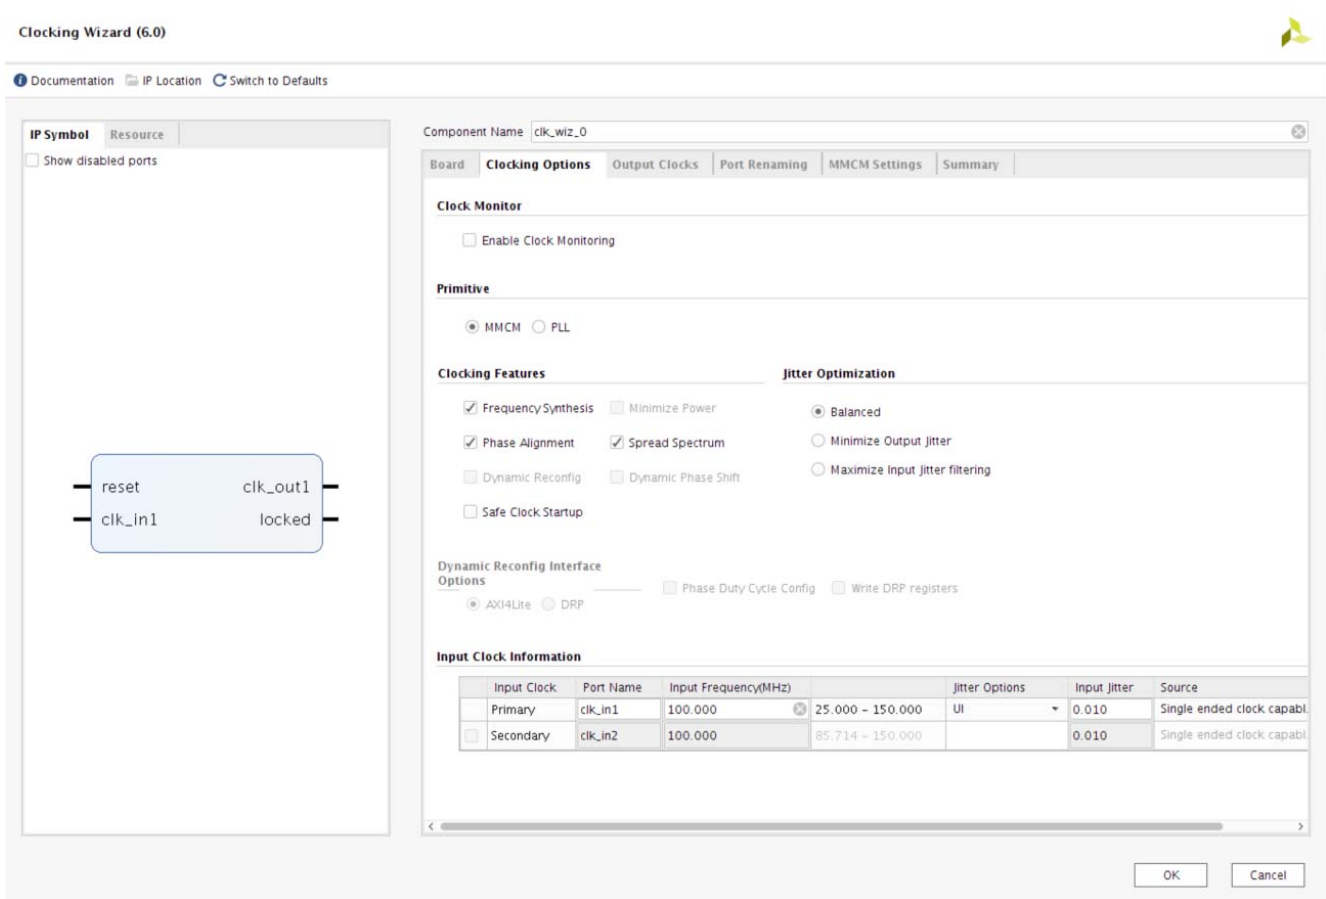 Clocking Wizard (6.0)
Documentation IP Location Switch to Defaults
IP Symbol Resource
Show disabled ports
reset clk_out1
clk_in1 locked
Component Name clk_wiz_0
Board Clocking Options Output Clocks Port Renaming MMCM Settings Summary
Clock Monitor
Enable Clock Monitoring
Primitive
MMCM PLL
Clocking Features
Frequency Synthesis Minimize Power
Phase Alignment Spread Spectrum
Dynamic Reconfig Dynamic Phase Shift
Safe Clock Startup
Jitter Optimization
Balanced
Minimize Output Jitter
Maximize Input Jitter filtering
Dynamic Reconfig Interface
Options
AXI4Lite DRP
Phase Duty Cycle Config Write DRP registers
Input Clock Information
Input Clock Port Name Input Frequency(MHz) Jitter Options Input Jitter Source
Primary clk_in1 100.000 25.000 - 150.000 UI 0.010 Single ended clock capabl.
Secondary clk_in2 100.000 85.714 - 150.000 0.010 Single ended clock capabl.
OK Cancel